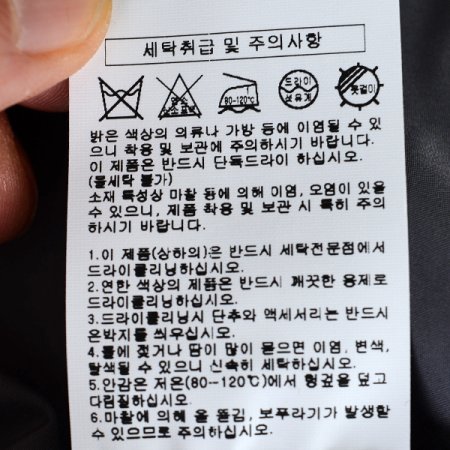 세탁취급 및 주의사항
염소
산소표백
80-120℃
드라이
석유계
옷걸이
밝은 색상의 의류나 가방 등에 이염될 수 있
으니 착용 및 보관에 주의하시기 바랍니다.
이 제품은 반드시 단독드라이 하십시오.
(물세탁 불가)
소재 특성상 마찰 등에 의해 이염, 오염이 있을
수 있으니, 제품 착용 및 보관 시 특히 주의
하시기 바랍니다.
1.이 제품(상하의)은 반드시 세탁전문점에서
드라이클리닝하십시오.
2.연한 색상의 제품은 반드시 깨끗한 용제로
드라이클리닝하십시오.
3.드라이클리닝시 단추와 액세서리는 반드시
은박지를 씌우십시오.
4.물에 젖거나 땀이 많이 묻으면 이염, 변색,
탈색될 수 있으니 신속히 세탁하십시오.
5.안감은 저온(80-120℃)에서 헝겊을 덮고
다림질하십시오.
6.마찰에 의해 올 뜯김, 보푸라기가 발생할
수 있으므로 주의하십시오.